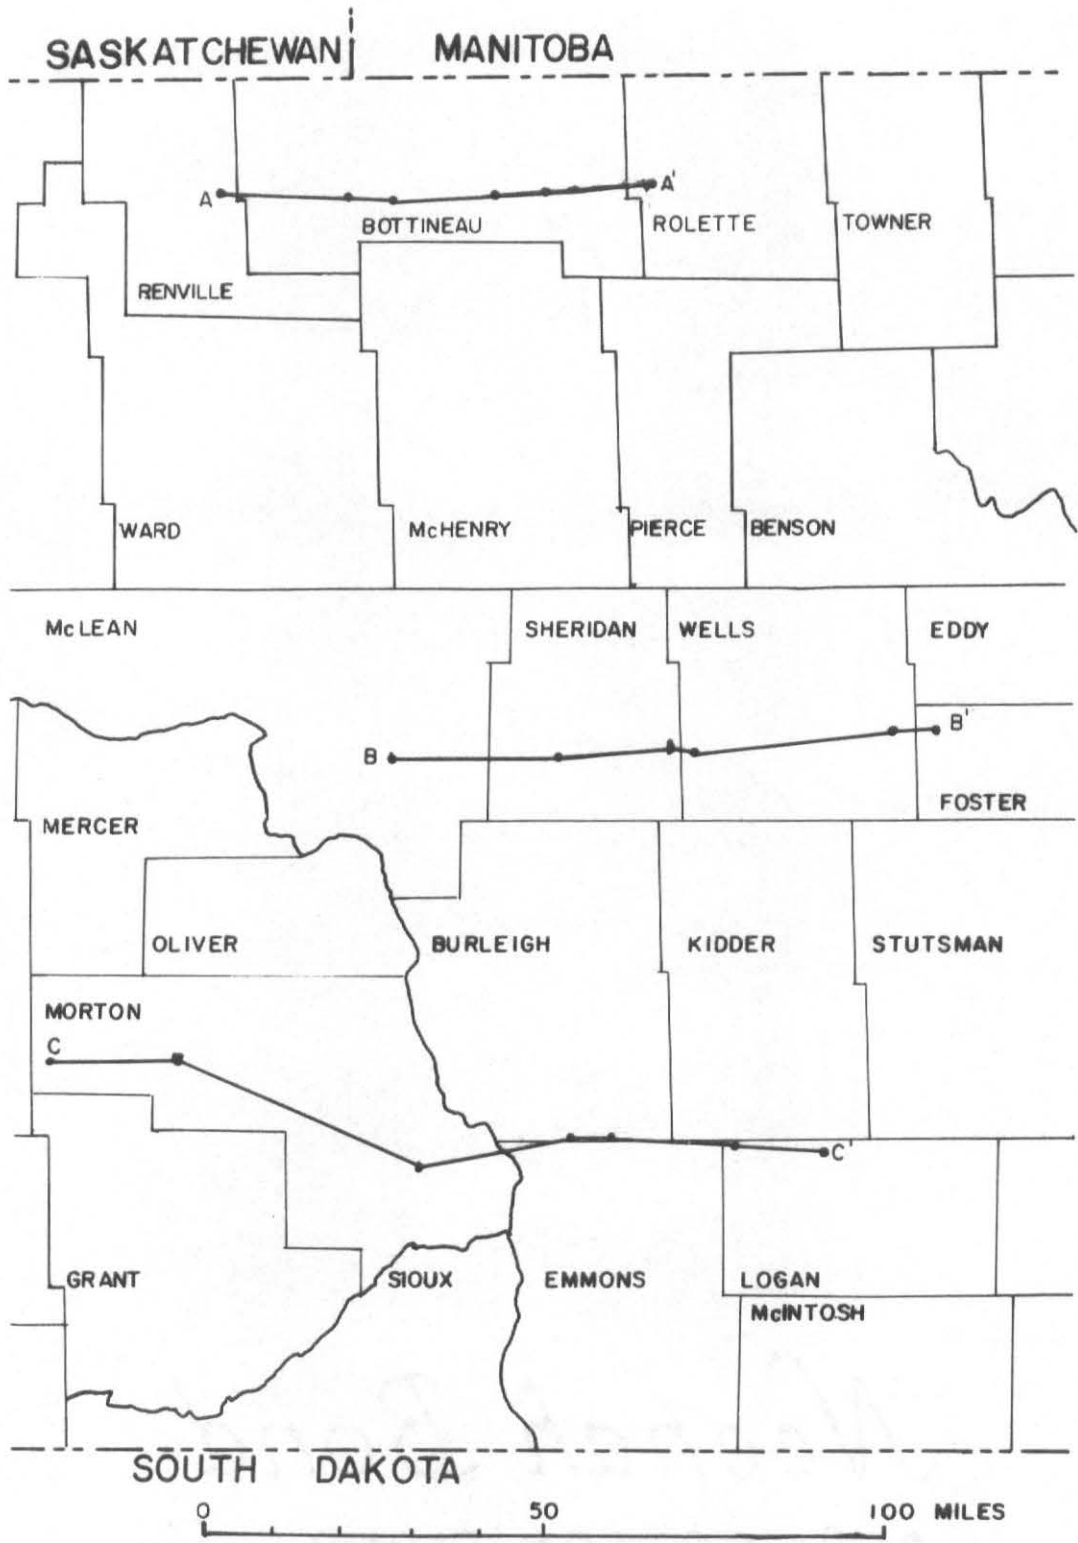 SASKATCHEWAN MANITOBA
A A'
BOTTINEAU ROLETTE TOWNER
RENVILLE
WARD McHENRY PIERCE BENSON
McLEAN SHERIDAN WELLS EDDY
B B'
FOSTER
MERCER
OLIVER BURLEIGH KIDDER STUTSMAN
MORTON
C
C'
GRANT SIOUX EMMONS LOGAN
McINTOSH
SOUTH DAKOTA
0 50 100 MILES